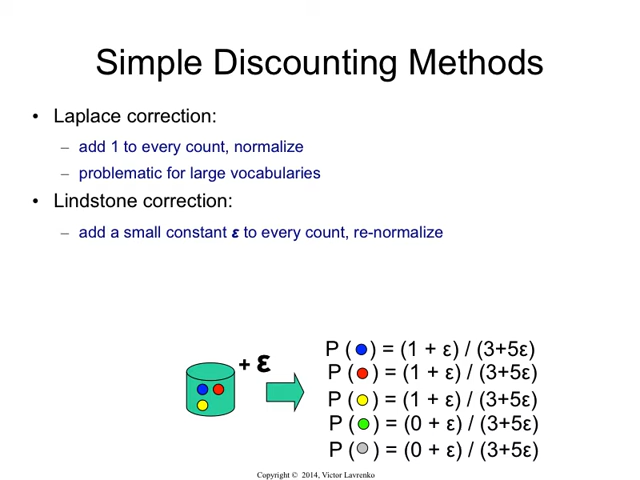 Simple Discounting Methods
• Laplace correction:
– add 1 to every count, normalize
– problematic for large vocabularies
• Lindstone correction:
– add a small constant ε to every count, re-normalize
+ ε
P ( ) = (1 + ε) / (3+5ε)
P ( ) = (1 + ε) / (3+5ε)
P ( ) = (1 + ε) / (3+5ε)
P ( ) = (0 + ε) / (3+5ε)
P ( ) = (0 + ε) / (3+5ε)
Copyright © 2014, Victor Lavrenko